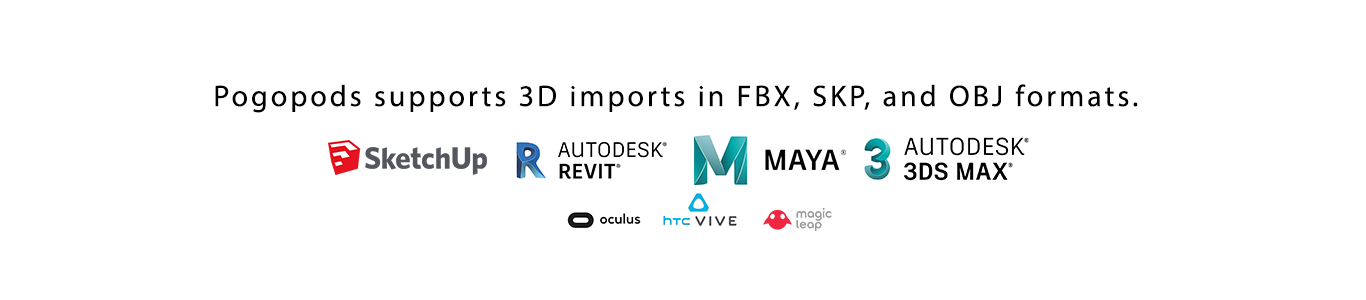 Pogopods supports 3D imports in FBX, SKP, and OBJ formats.
SketchUp
R AUTODESK®
REVIT®
M MAYA®
3 AUTODESK®
3DS MAX®
oculus
hTC VIVE
magic
leap